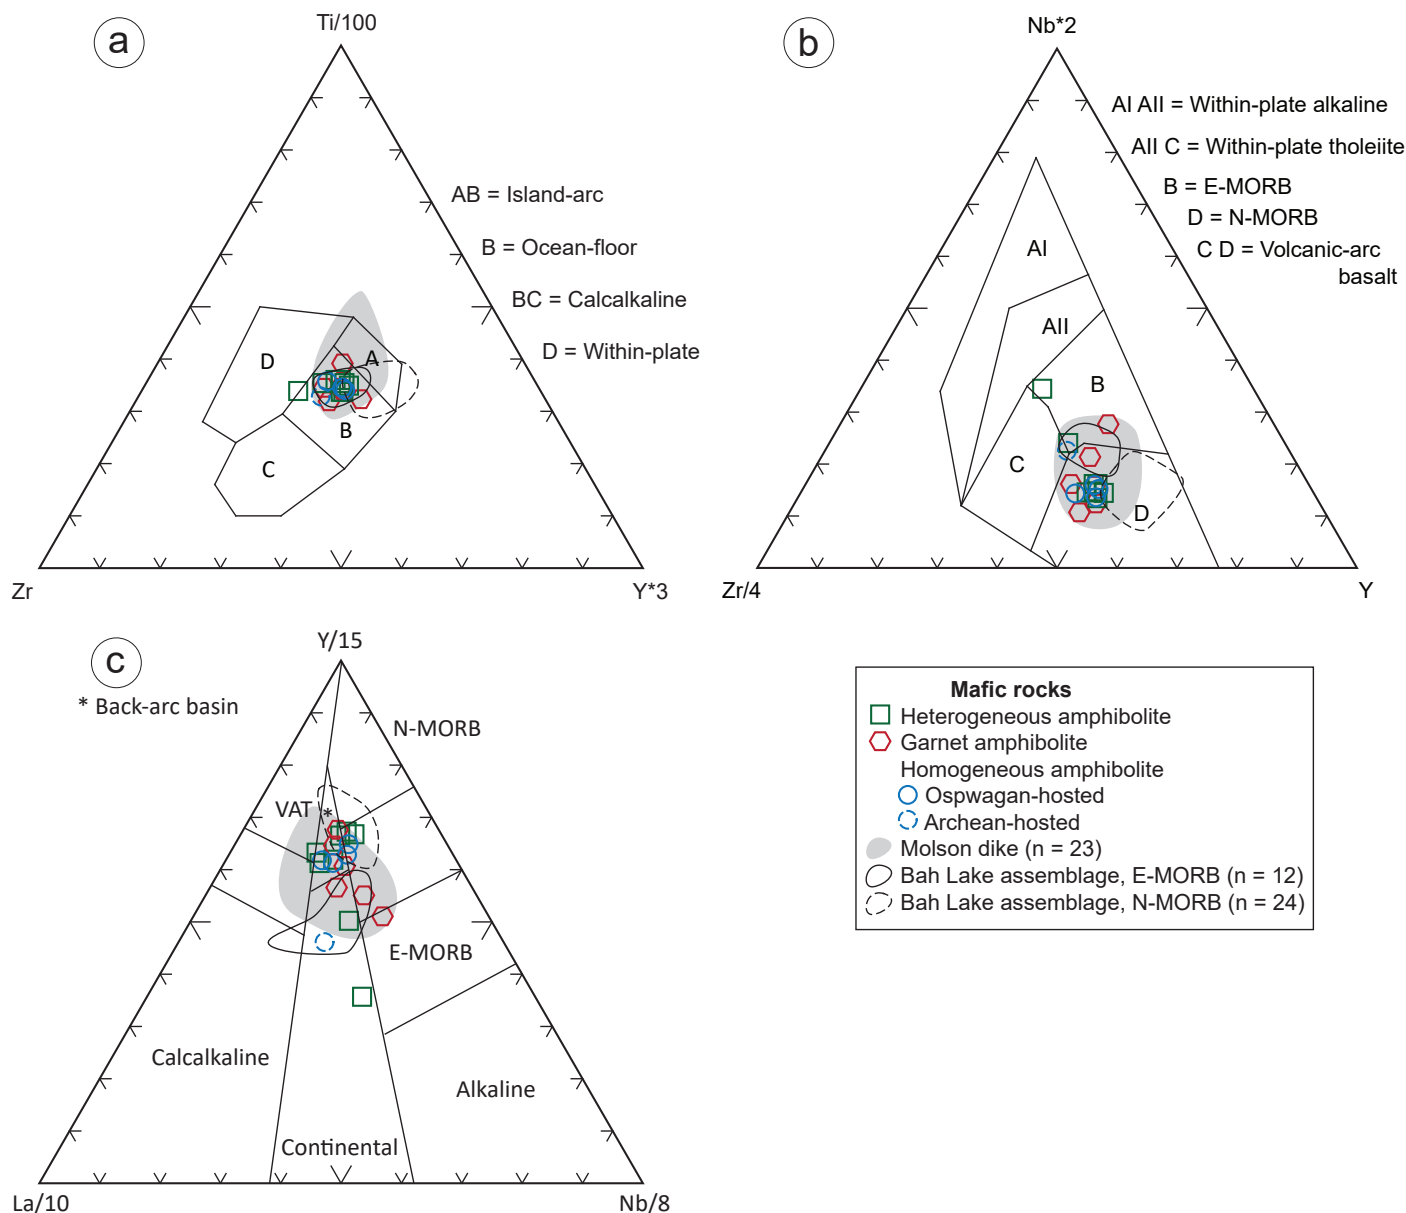 a
Ti/100
AB = Island-arc
B = Ocean-floor
BC = Calcalkaline
D = Within-plate
D
A
B
C
Zr
Y*3
b
Nb*2
AI AII = Within-plate alkaline
AII C = Within-plate tholeiite
B = E-MORB
D = N-MORB
C D = Volcanic-arc
basalt
AI
AII
B
C
D
Zr/4
Y
c
Y/15
* Back-arc basin
N-MORB
VAT
*
E-MORB
Calcalkaline
Alkaline
Continental
La/10
Nb/8
Mafic rocks
Heterogeneous amphibolite
Garnet amphibolite
Homogeneous amphibolite
Ospwagan-hosted
Archean-hosted
Molson dike (n = 23)
Bah Lake assemblage, E-MORB (n = 12)
Bah Lake assemblage, N-MORB (n = 24)